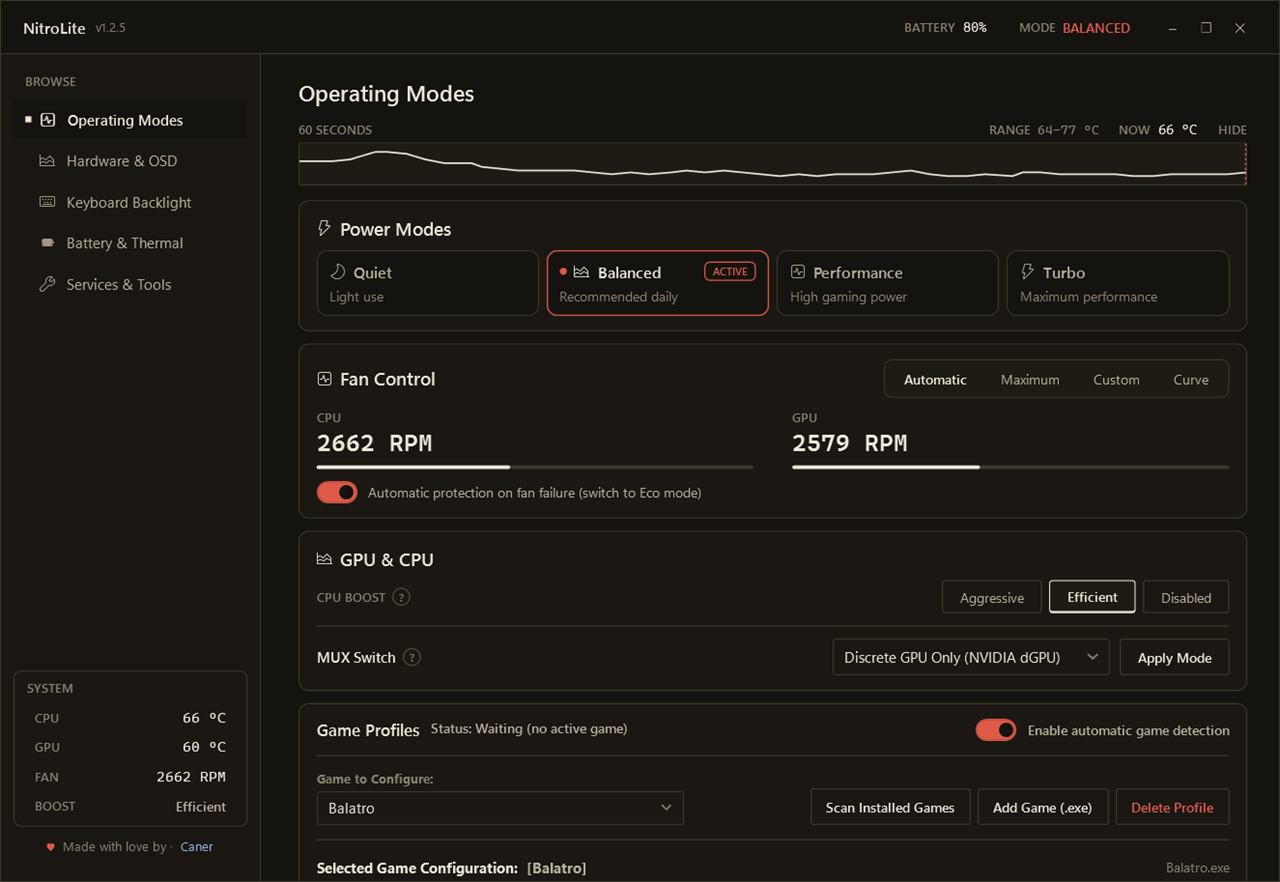 NitroLite v1.2.5 BATTERY 80% MODE BALANCED
BROWSE
Operating Modes
Hardware & OSD
Keyboard Backlight
Battery & Thermal
Services & Tools
SYSTEM
CPU 66 ºC
GPU 60 ºC
FAN 2662 RPM
BOOST Efficient
Made with love by · Caner
Operating Modes
60 SECONDS RANGE 64–77 ºC NOW 66 ºC HIDE
Power Modes
Quiet
Light use
Balanced ACTIVE
Recommended daily
Performance
High gaming power
Turbo
Maximum performance
Fan Control Automatic Maximum Custom Curve
CPU GPU
2662 RPM 2579 RPM
Automatic protection on fan failure (switch to Eco mode)
GPU & CPU
CPU BOOST ? Aggressive Efficient Disabled
MUX Switch ? Discrete GPU Only (NVIDIA dGPU) Apply Mode
Game Profiles Status: Waiting (no active game) Enable automatic game detection
Game to Configure:
Balatro Scan Installed Games Add Game (.exe) Delete Profile
Selected Game Configuration: [Balatro] Balatro.exe